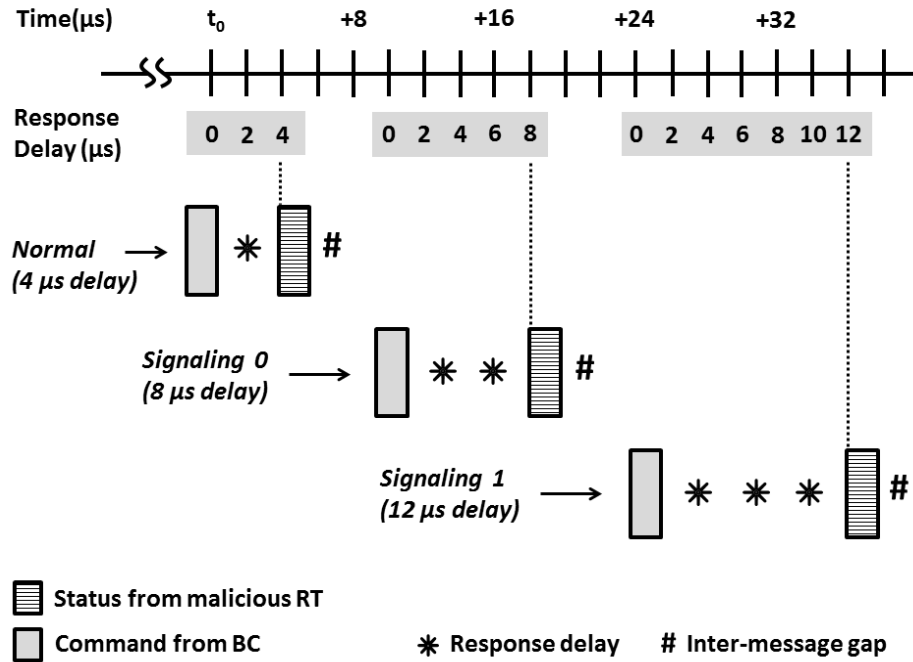 Time(μs) t0 +8 +16 +24 +32
Response
Delay (μs)
0 2 4 0 2 4 6 8 0 2 4 6 8 10 12
Normal
(4 μs delay)
#
Signaling 0
(8 μs delay)
#
Signaling 1
(12 μs delay)
#
Status from malicious RT
Command from BC ✳ Response delay # Inter-message gap